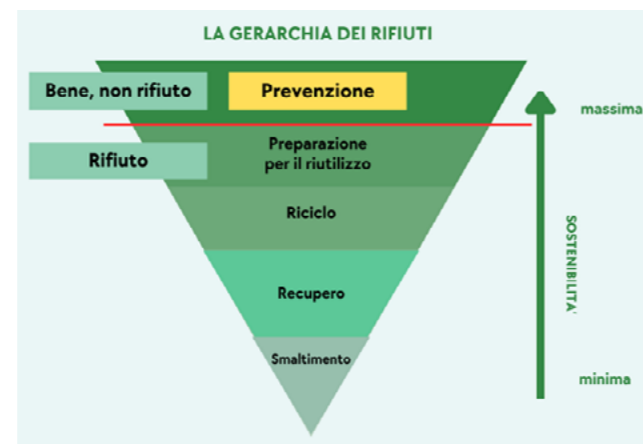 LA GERARCHIA DEI RIFIUTI
Bene, non rifiuto
Prevenzione
massima
Rifiuto
Preparazione
per il riutilizzo
Riciclo
SOSTENIBILITA'
Recupero
Smaltimento
minima